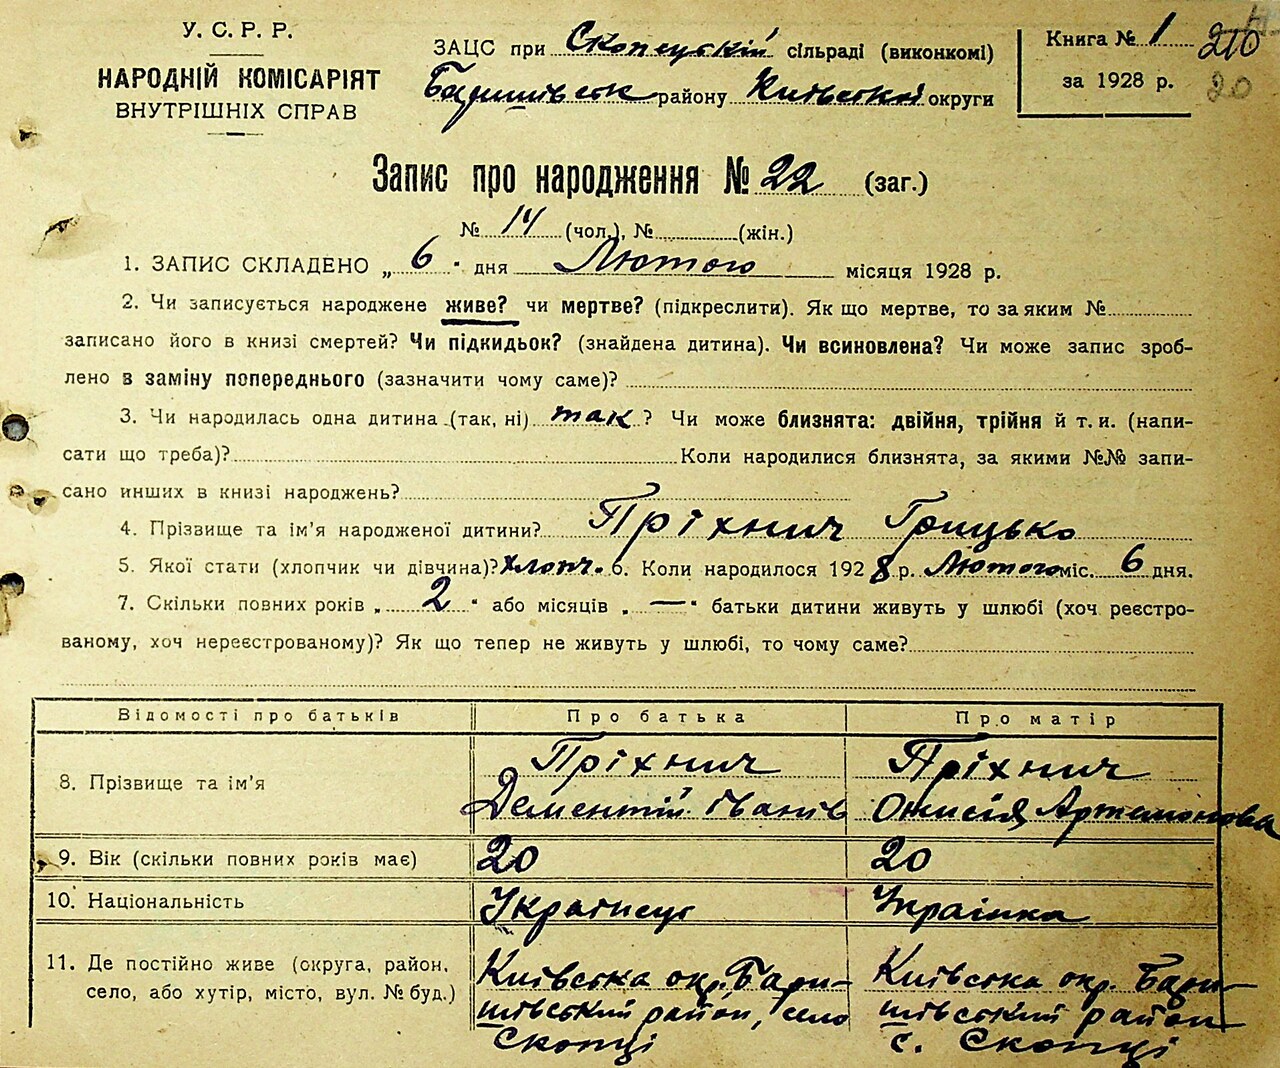 У. С. Р. Р.
НАРОДНІЙ КОМІСАРІЯТ
ВНУТРІШНІХ СПРАВ
ЗАЦС при Скопецькій сільраді (виконкомі)
Баришівськ району Київської округи
Книга № 1
за 1928 р.
210
20
Запис про народження № 22 (заг.)
№ 14 (чол.), № (жін.)
1. ЗАПИС СКЛАДЕНО „ 6 " дня Лютого місяця 1928 р.
2. Чи записується народжене живе? чи мертве? (підкреслити). Як що мертве, то за яким №
записано його в книзі смертей? Чи підкидьок? (знайдена дитина). Чи всиновлена? Чи може запис зроб-
лено в заміну попереднього (зазначити чому саме)?
3. Чи народилась одна дитина (так, ні) так ? Чи може близнята: двійня, трійня й т. и. (напи-
сати що треба)? Коли народилися близнята, за якими №№ запи-
сано инших в книзі народжень?
4. Прізвище та ім'я народженої дитини? Пріхнич Грицько
5. Якої стати (хлопчик чи дівчина)? хлопч. 6. Коли народилося 1928 р. Лютого міс. 6 дня.
7. Скільки повних років „ 2 " або місяців „ — " батьки дитини живуть у шлюбі (хоч реєстро-
ваному, хоч нереєстрованому)? Як що тепер не живуть у шлюбі, то чому саме?
Відомості про батьків Про батька Про матір
8. Прізвище та ім'я Пріхнич Дементій Іванів Пріхнич Артемонова
9. Вік (скільки повних років має) 20 20
10. Національність Українець Українка
11. Де постійно живе (округа, район, Київська окр. Бари- Київська окр. Бари-
село, або хутір, місто, вул. № буд.) шівський район, село шівський район
Скопці с. Скопці